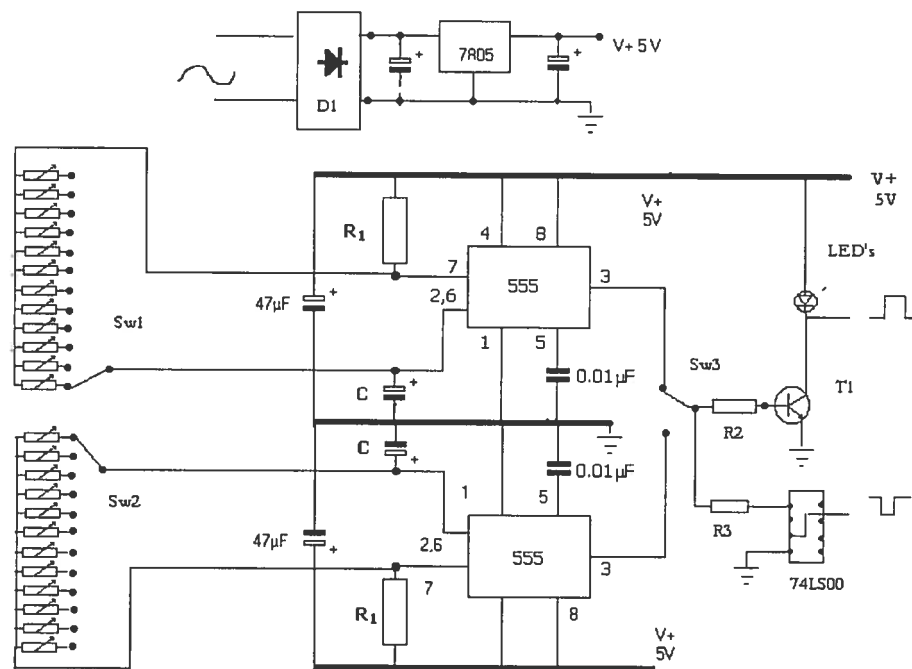 V+ 5V
7805
D1
V+
5V
V+
5V
4
8
R1
7
555
3
LED's
2,6
47µF
Sw1
1
5
Sw3
0.01µF
T1
C
R2
C
0.01µF
Sw2
1
5
R3
47µF
2,6
555
3
7
74LS00
R1
8
V+
5V